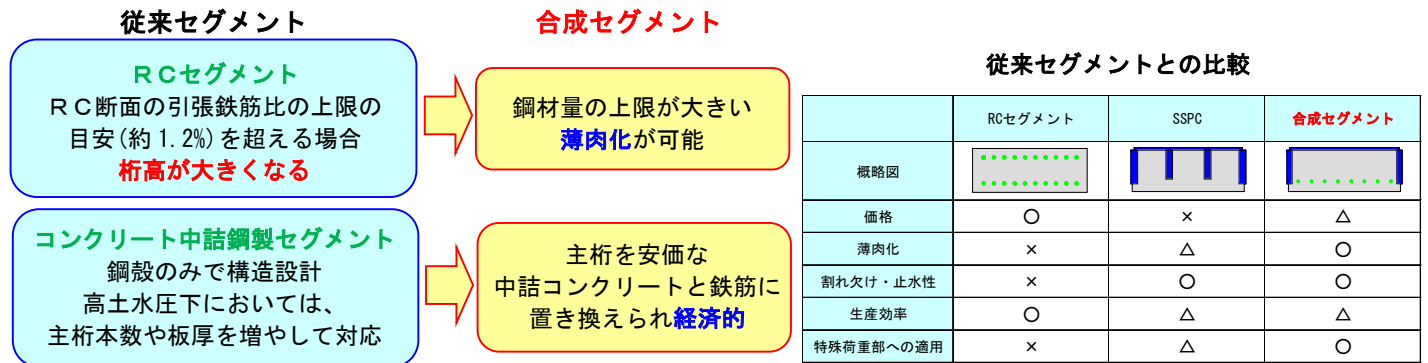 従来セグメント
合成セグメント
ＲＣセグメント
ＲＣ断面の引張鉄筋比の上限の
目安(約1.2%)を超える場合
桁高が大きくなる
鋼材量の上限が大きい
薄肉化が可能
コンクリート中詰鋼製セグメント
鋼殻のみで構造設計
高土水圧下においては、
主桁本数や板厚を増やして対応
主桁を安価な
中詰コンクリートと鉄筋に
置き換えられ経済的
従来セグメントとの比較
RCセグメント SSPC 合成セグメント
概略図
価格 ○ × △
薄肉化 × △ ○
割れ欠け・止水性 × ○ ○
生産効率 ○ △ △
特殊荷重部への適用 × △ ○